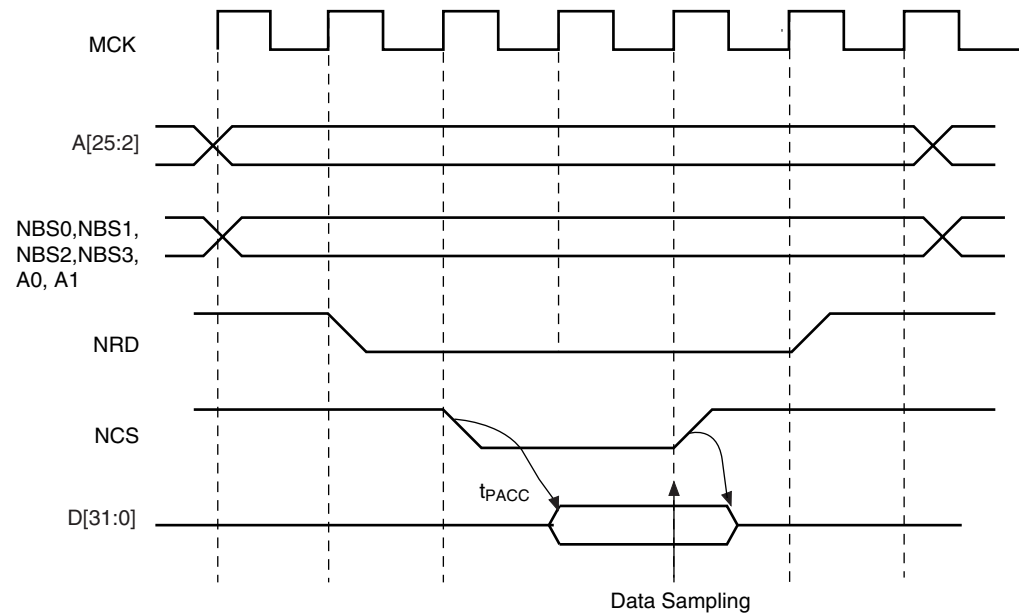 MCK
A[25:2]
NBS0,NBS1,
NBS2,NBS3,
A0, A1
NRD
NCS
tPACC
D[31:0]
Data Sampling